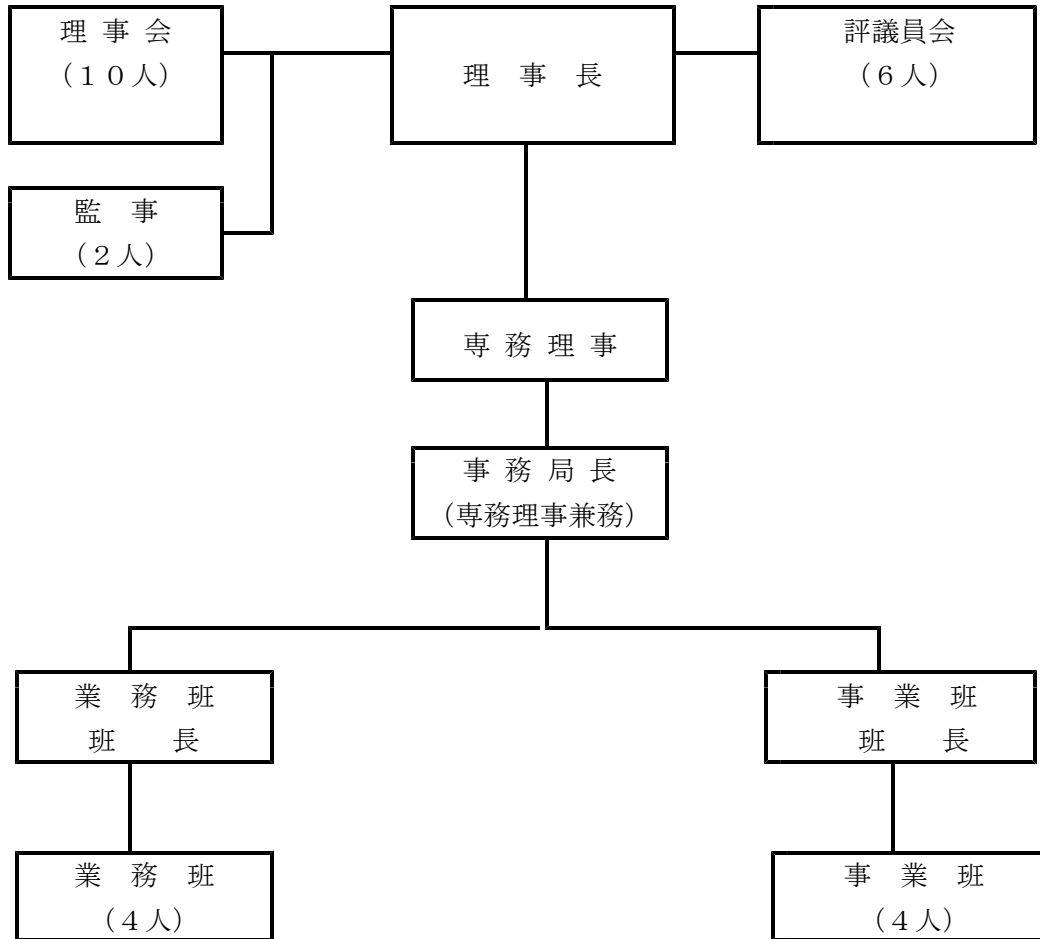 理 事 会
（１０人）
理 事 長
評議員会
（６人）
監 事
（２人）
専 務 理 事
事 務 局 長
（専務理事兼務）
業 務 班
班 長
事 業 班
班 長
業 務 班
（４人）
事 業 班
（４人）